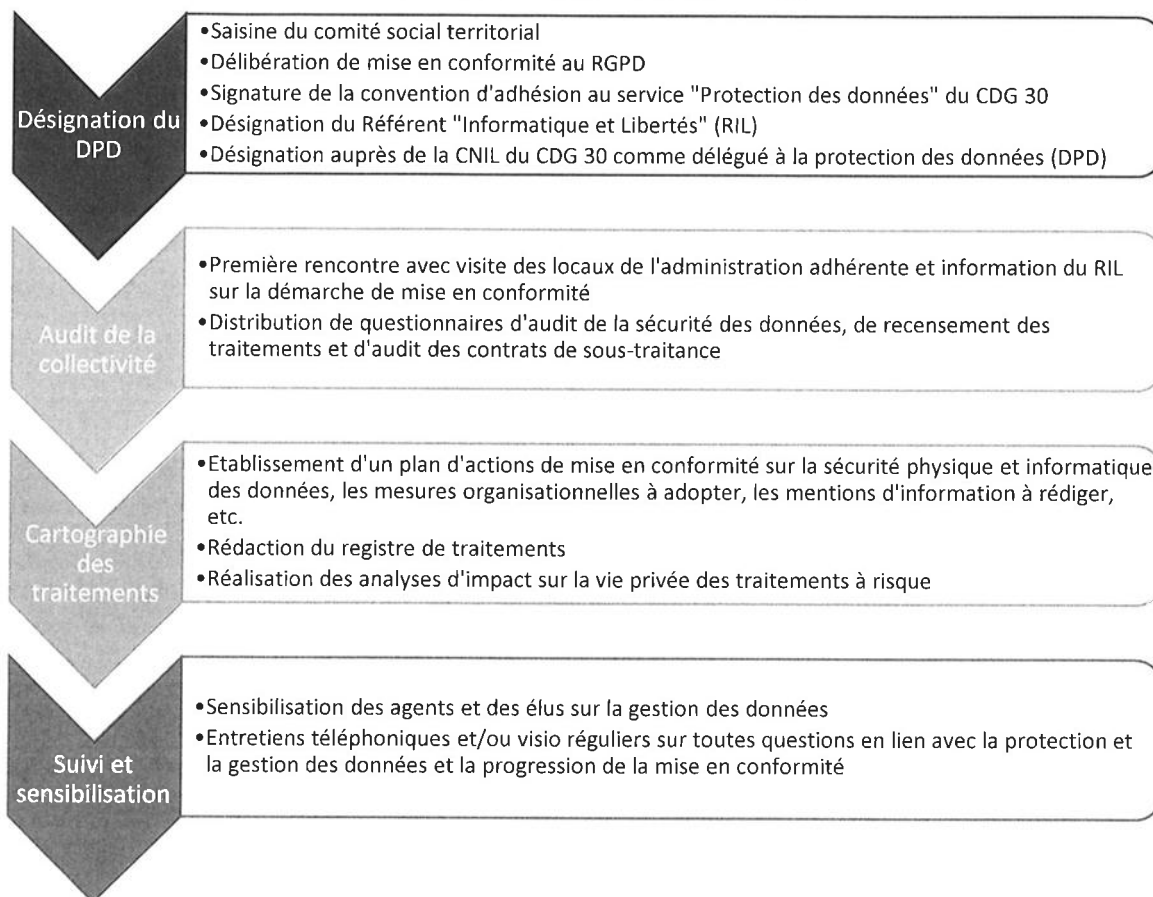 Désignation du
DPD
•Saisine du comité social territorial
•Délibération de mise en conformité au RGPD
•Signature de la convention d'adhésion au service "Protection des données" du CDG 30
•Désignation du Référent "Informatique et Libertés" (RIL)
•Désignation auprès de la CNIL du CDG 30 comme délégué à la protection des données (DPD)
Audit de la
collectivité
•Première rencontre avec visite des locaux de l'administration adhérente et information du RIL
sur la démarche de mise en conformité
•Distribution de questionnaires d'audit de la sécurité des données, de recensement des
traitements et d'audit des contrats de sous-traitance
Cartographie
des
traitements
•Etablissement d'un plan d'actions de mise en conformité sur la sécurité physique et informatique
des données, les mesures organisationnelles à adopter, les mentions d'information à rédiger,
etc.
•Rédaction du registre de traitements
•Réalisation des analyses d'impact sur la vie privée des traitements à risque
Suivi et
sensibilisation
•Sensibilisation des agents et des élus sur la gestion des données
•Entretiens téléphoniques et/ou visio réguliers sur toutes questions en lien avec la protection et
la gestion des données et la progression de la mise en conformité